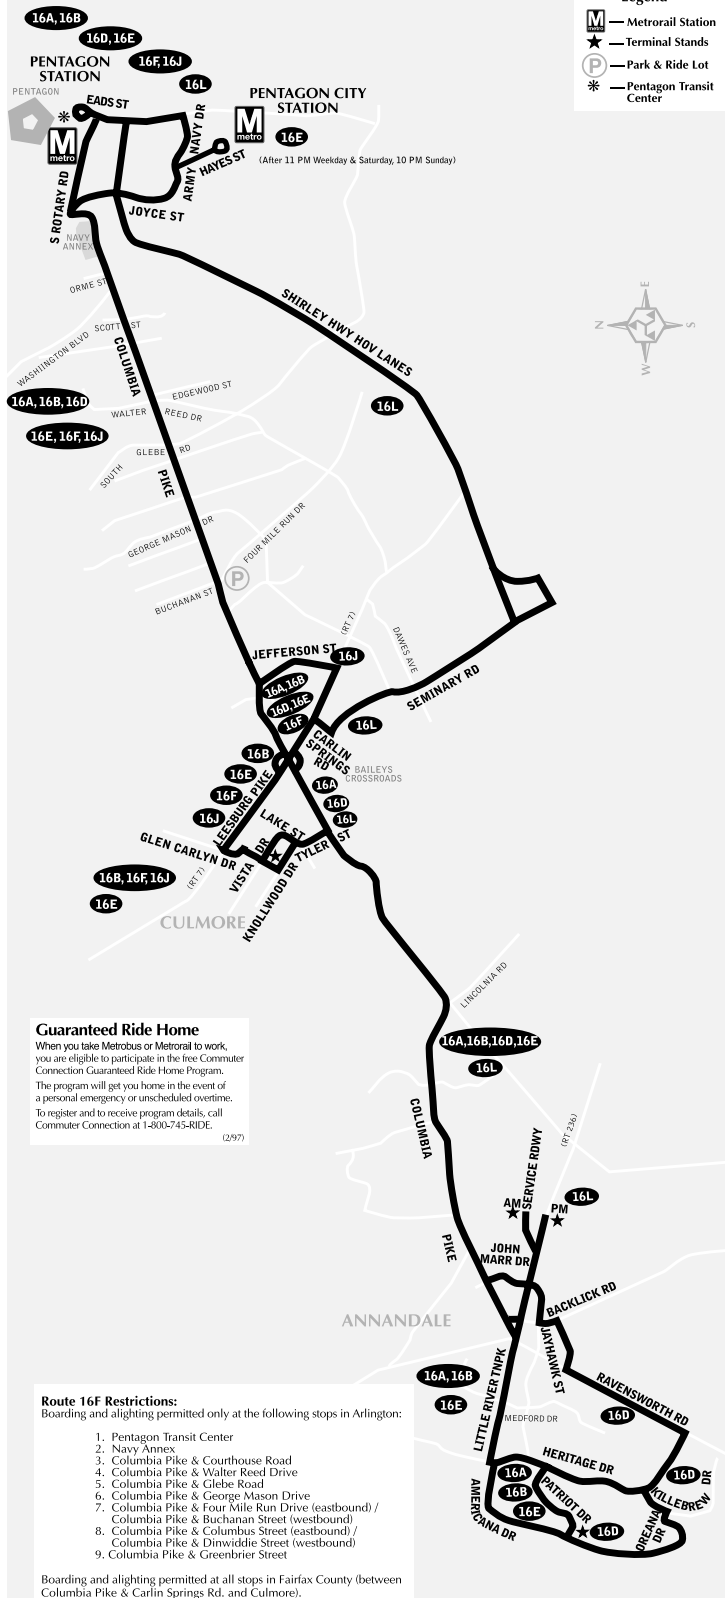 Legend
M metro — Metrorail Station
★ — Terminal Stands
P — Park & Ride Lot
✳ — Pentagon Transit
Center
16A, 16B
16D, 16E
16F, 16J
16L
PENTAGON
STATION
PENTAGON
EADS ST
M
metro
PENTAGON CITY
STATION
M
metro
16E
(After 11 PM Weekday & Saturday, 10 PM Sunday)
ARMY NAVY DR
HAYES ST
S ROTARY RD
JOYCE ST
NAVY
ANNEX
ORME ST
SCOTT ST
WASHINGTON BLVD
COLUMBIA
SHIRLEY HWY HOV LANES
N
E
S
W
16A, 16B, 16D
16E, 16F, 16J
EDGEWOOD ST
WALTER REED DR
16L
GLEBE RD
SOUTH
PIKE
GEORGE MASON DR
FOUR MILE RUN DR
P
BUCHANAN ST
(RT 7)
DAWES AVE
JEFFERSON ST
16J
16A,16B
16D,16E
16F
SEMINARY RD
16L
CARLIN
SPRINGS
RD
BAILEYS
CROSSROADS
16B
16E
16F
16J
LEESBURG PIKE
16A
16D
16L
LAKE ST
TYLER ST
GLEN CARLYN DR
VISTA DR
KNOLLWOOD DR
(RT 7)
16B, 16F, 16J
16E
CULMORE
LINCOLNIA RD
Guaranteed Ride Home
When you take Metrobus or Metrorail to work,
you are eligible to participate in the free Commuter
Connection Guaranteed Ride Home Program.
The program will get you home in the event of
a personal emergency or unscheduled overtime.
To register and to receive program details, call
Commuter Connection at 1-800-745-RIDE.
(2/97)
16A,16B,16D,16E
16L
COLUMBIA
PIKE
(RT 236)
SERVICE RDWY
AM
PM
16L
JOHN
MARR DR
BACKLICK RD
ANNANDALE
JAYHAWK ST
LITTLE RIVER TNPK
16A, 16B
16E
RAVENSWORTH RD
16D
MEDFORD DR
HERITAGE DR
16D
KILLEBREW DR
16A
16B
16E
PATRIOT DR
16D
AMERICANA DR
OREANA
DR
Route 16F Restrictions:
Boarding and alighting permitted only at the following stops in Arlington:
1. Pentagon Transit Center
2. Navy Annex
3. Columbia Pike & Courthouse Road
4. Columbia Pike & Walter Reed Drive
5. Columbia Pike & Glebe Road
6. Columbia Pike & George Mason Drive
7. Columbia Pike & Four Mile Run Drive (eastbound) /
Columbia Pike & Buchanan Street (westbound)
8. Columbia Pike & Columbus Street (eastbound) /
Columbia Pike & Dinwiddie Street (westbound)
9. Columbia Pike & Greenbrier Street
Boarding and alighting permitted at all stops in Fairfax County (between
Columbia Pike & Carlin Springs Rd. and Culmore).